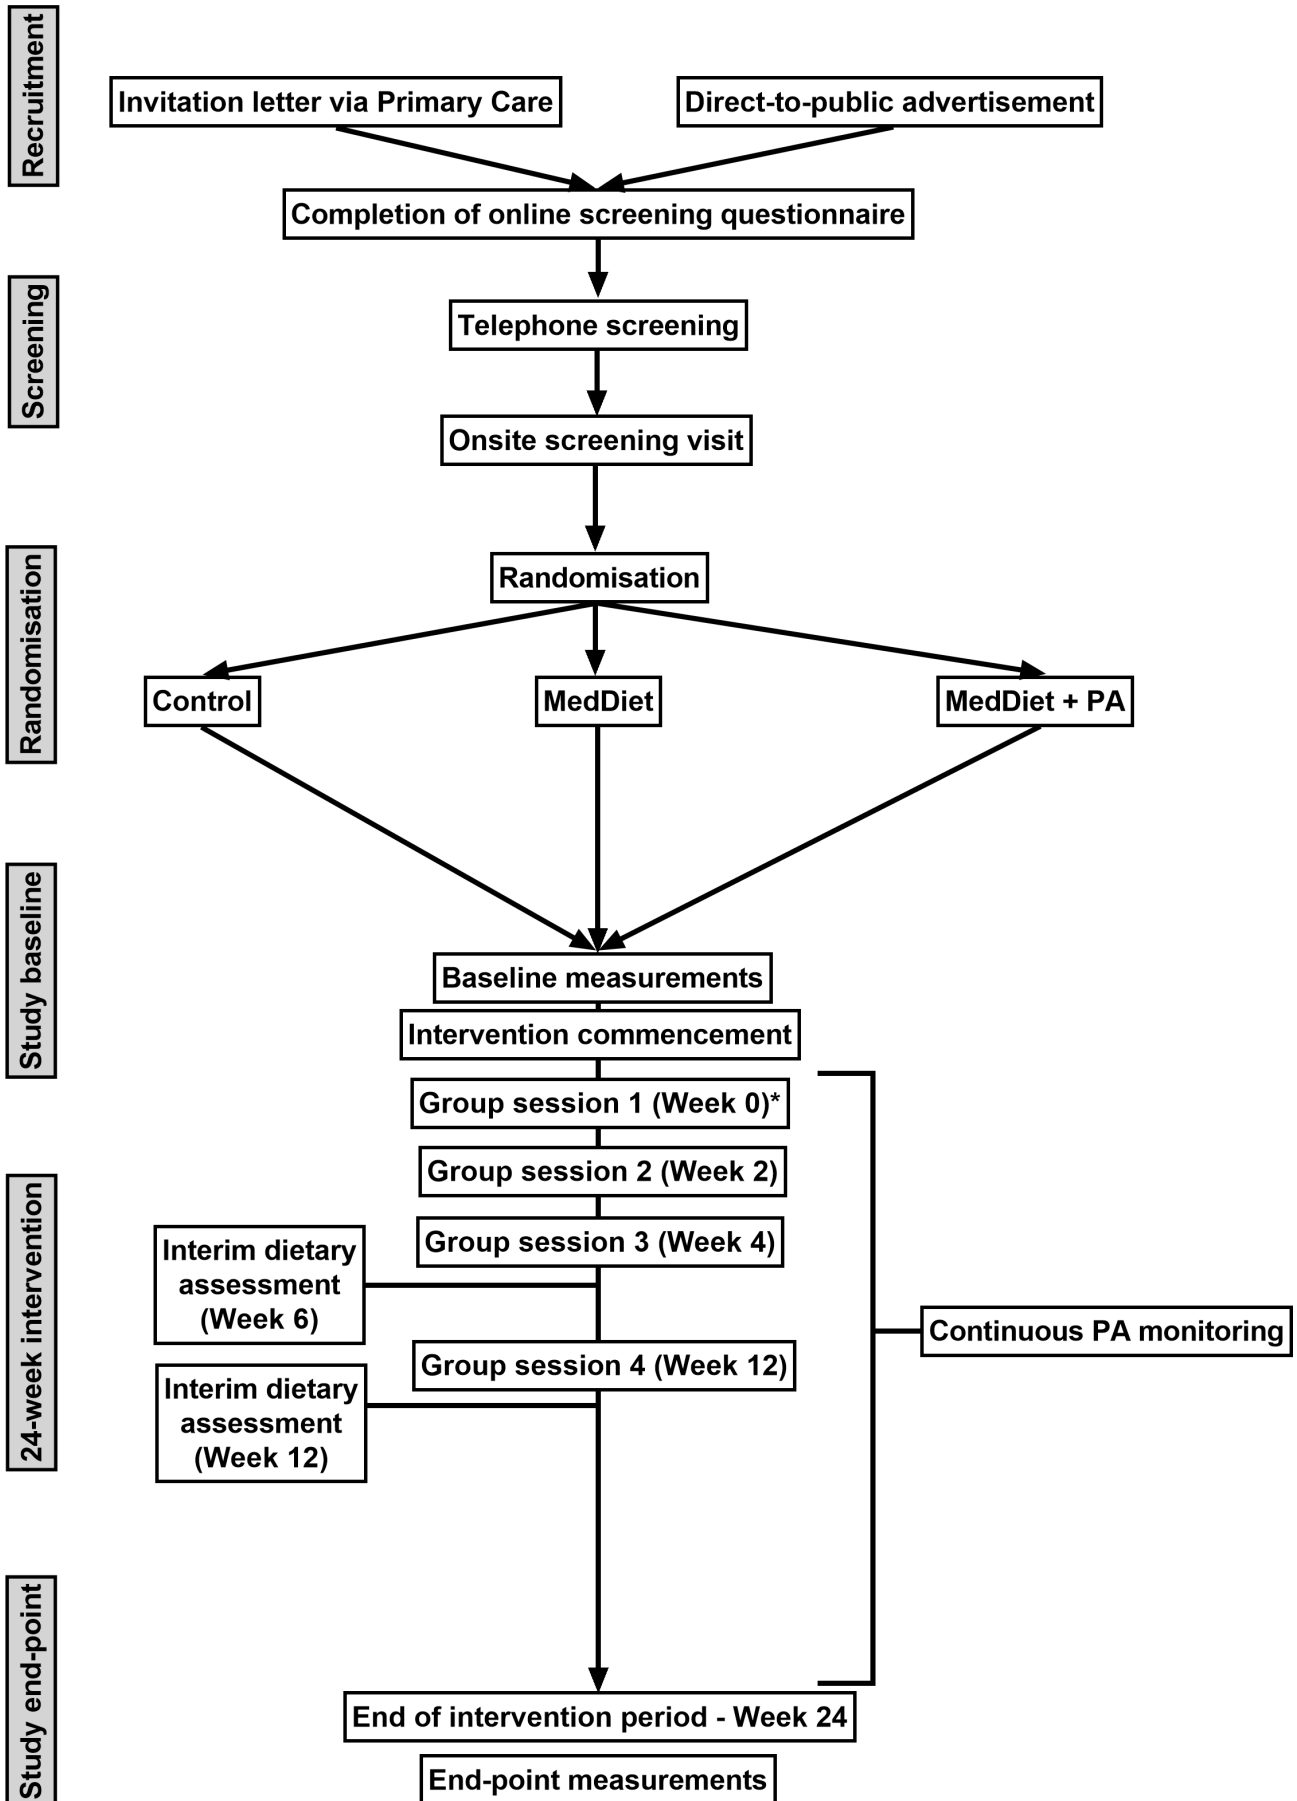 Recruitment
Invitation letter via Primary Care
Direct-to-public advertisement
Completion of online screening questionnaire
Screening
Telephone screening
Onsite screening visit
Randomisation
Randomisation
Control
MedDiet
MedDiet + PA
Study baseline
Baseline measurements
Intervention commencement
Group session 1 (Week 0)*
24-week intervention
Group session 2 (Week 2)
Group session 3 (Week 4)
Interim dietary
assessment
(Week 6)
Continuous PA monitoring
Group session 4 (Week 12)
Interim dietary
assessment
(Week 12)
Study end-point
End of intervention period - Week 24
End-point measurements